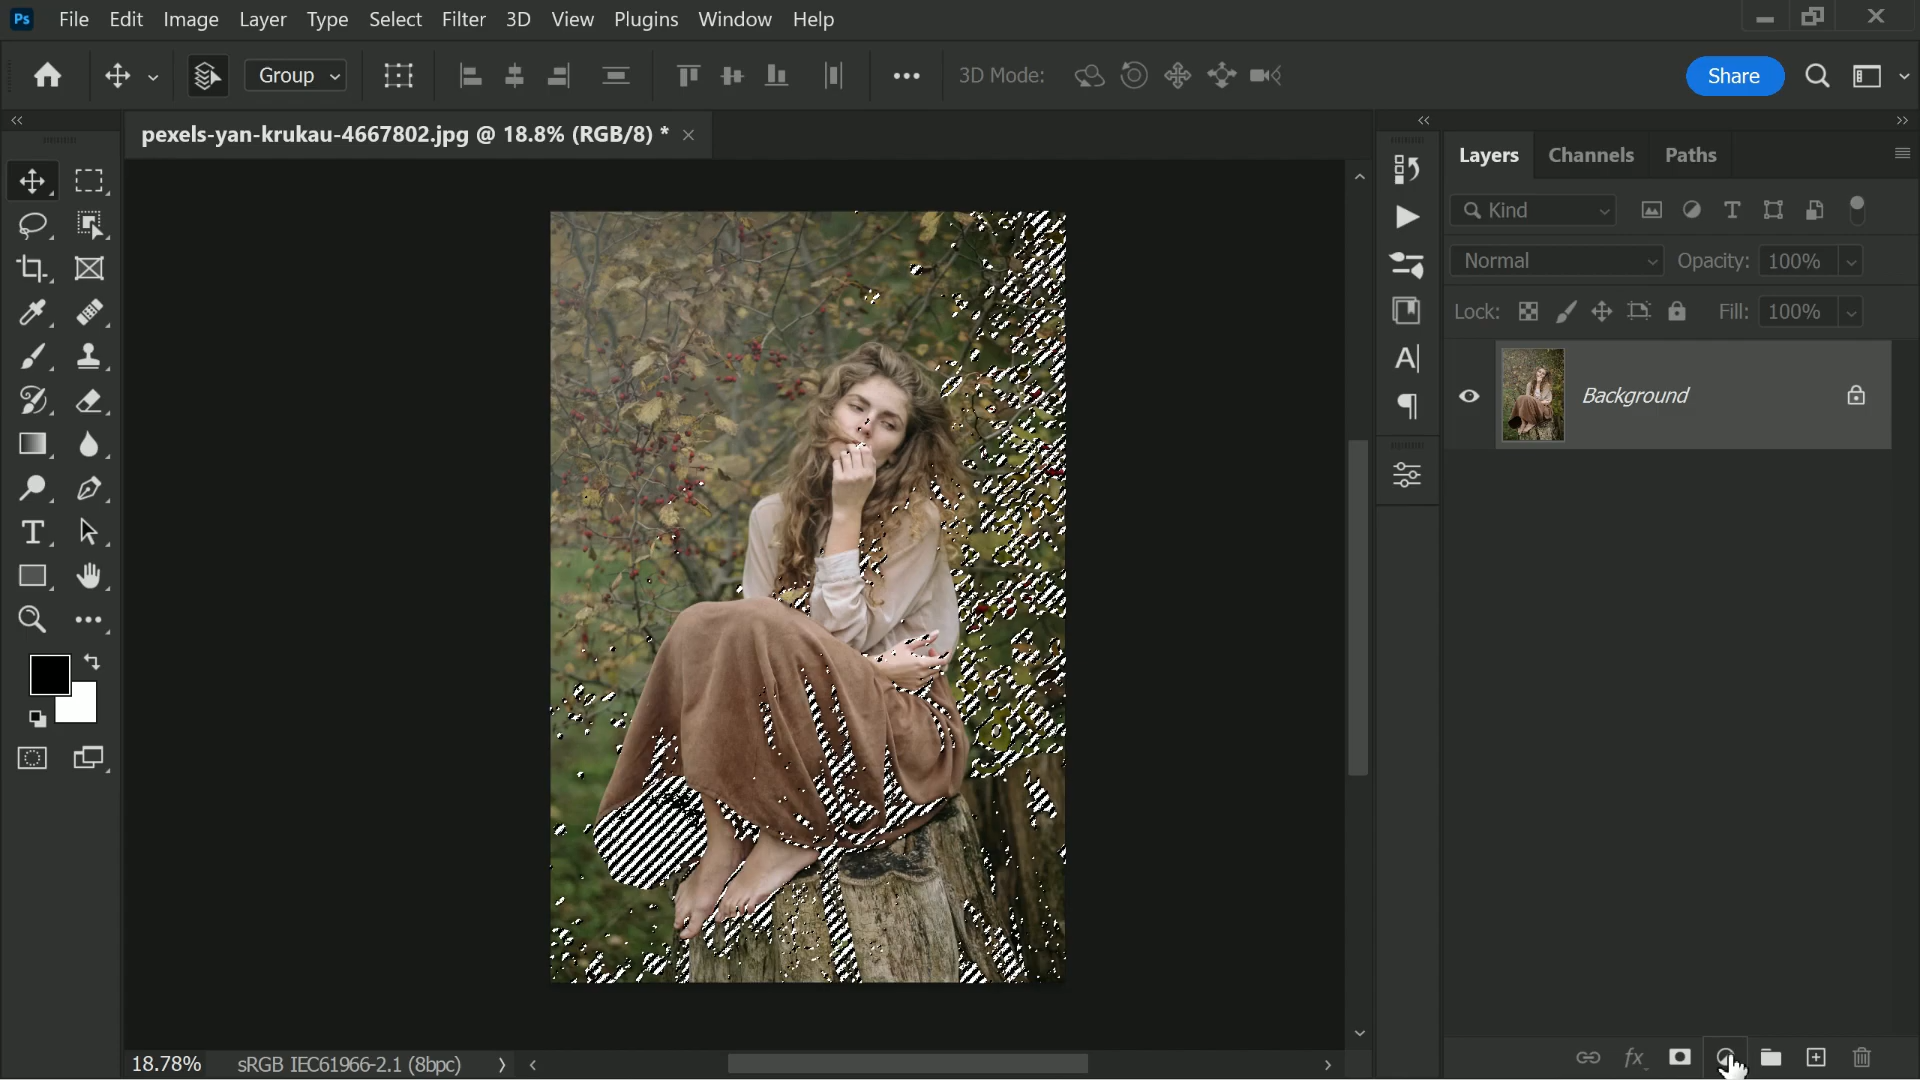 Ps File Edit Image Layer Type Select Filter 3D View Plugins Window Help
Group 3D Mode: Share
pexels-yan-krukau-4667802.jpg @ 18.8% (RGB/8) *
Layers Channels Paths
Kind
Normal Opacity: 100%
Lock: Fill: 100%
Background
18.78% sRGB IEC61966-2.1 (8bpc)